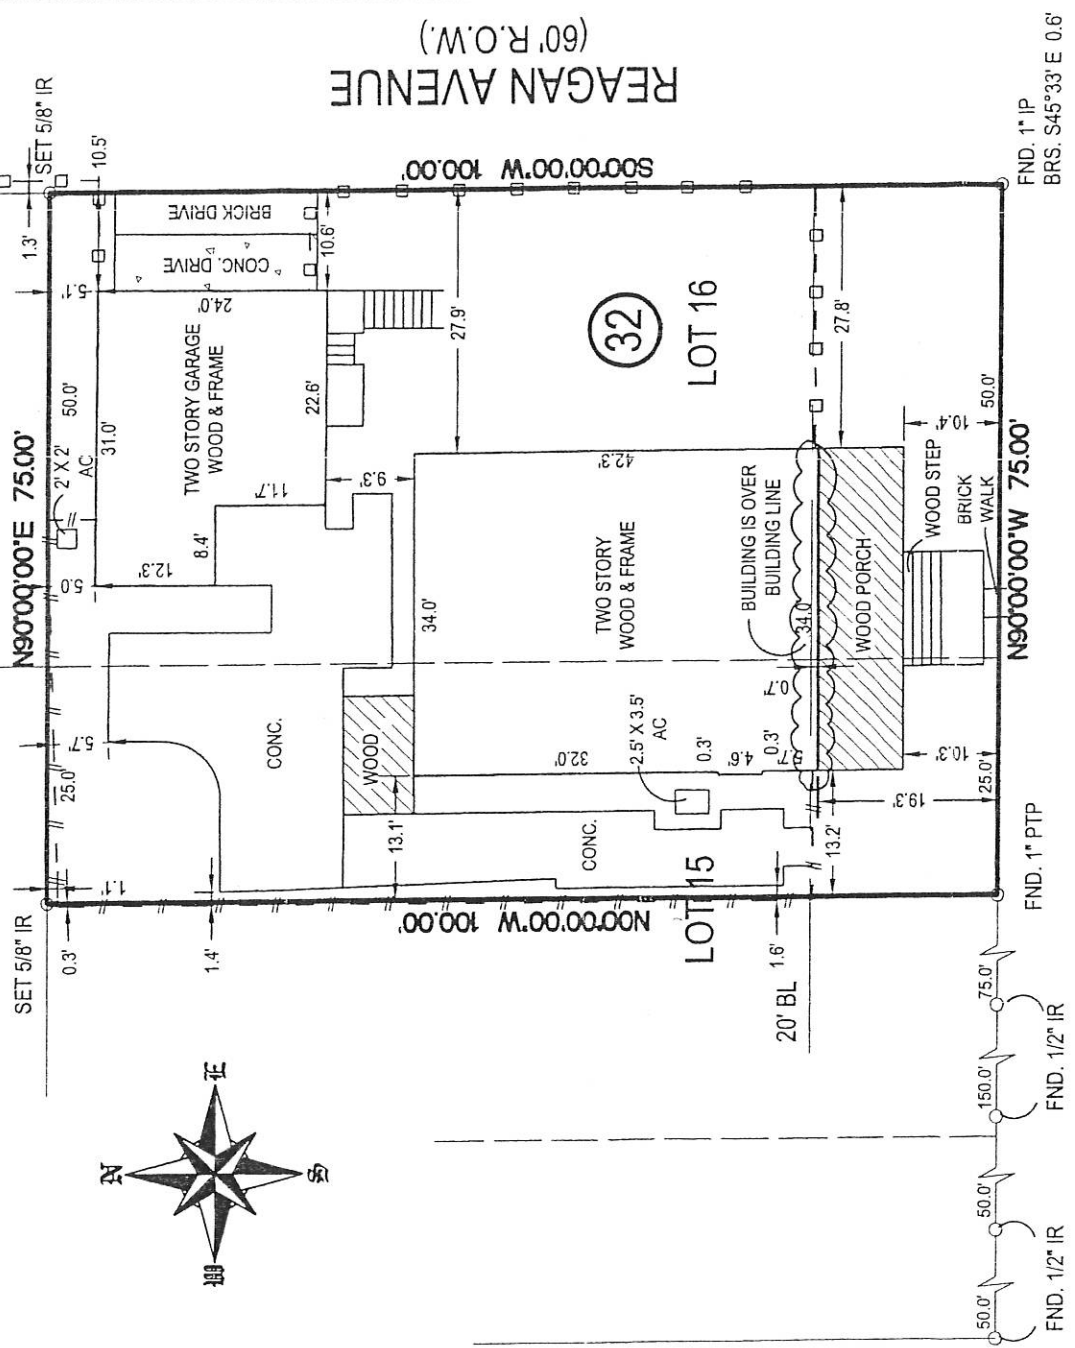 REAGAN AVENUE
(60' R.O.W.)
SET 5/8" IR
1.3'
10.5'
FND. 1" IP
BRS. S45°33' E 0.6'
S00°00'00"W 100.00'
BRICK DRIVE
CONC. DRIVE
10.6'
5.1'
24.0'
27.9'
27.8'
32
LOT 16
N90°00'00"E 75.00'
50.0'
2' X 2'
AC
31.0'
TWO STORY GARAGE
WOOD & FRAME
22.6'
11.7'
9.3'
8.4'
12.3'
5.0'
42.3'
34.0'
TWO STORY
WOOD & FRAME
BUILDING IS OVER
BUILDING LINE
34.0'
0.7'
WOOD PORCH
10.4'
50.0'
WOOD STEP
BRICK
WALK
N90°00'00"W 75.00'
5.7'
25.0'
CONC.
WOOD
32.0'
2.5' X 3.5'
AC
0.3'
4.6'
0.3'
5.7'
10.3'
25.0'
19.3'
13.1'
13.2'
CONC.
1.1'
SET 5/8" IR
0.3'
1.4'
N00°00'00"W 100.00'
LOT 15
1.6'
20' BL
FND. 1" PTP
N
E
S
W
75.0'
FND. 1/2" IR
150.0'
50.0'
FND. 1/2" IR
50.0'